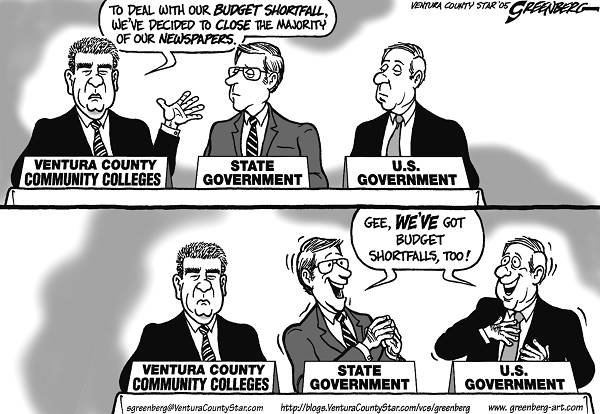 TO DEAL WITH OUR BUDGET SHORTFALL,
WE'VE DECIDED TO CLOSE THE MAJORITY
OF OUR NEWSPAPERS.
VENTURA COUNTY STAR '05 GREENBERG
VENTURA COUNTY
COMMUNITY COLLEGES
STATE
GOVERNMENT
U.S.
GOVERNMENT
GEE, WE'VE GOT
BUDGET
SHORTFALLS, TOO!
VENTURA COUNTY
COMMUNITY COLLEGES
STATE
GOVERNMENT
U.S.
GOVERNMENT
sgreenberg@VenturaCountyStar.com http://blogs.VenturaCountyStar.com/vcs/greenberg www.greenberg-art.com